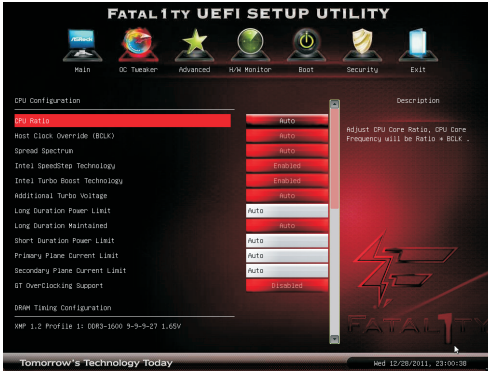 FATAL1TY UEFI SETUP UTILITY
Main OC Tweaker Advanced H/W Monitor Boot Security Exit
CPU Configuration
Description
CPU Ratio Auto
Adjust CPU Core Ratio, CPU Core
Frequency will be Ratio * BCLK .
Host Clock Override (BCLK) Auto
Spread Spectrum Auto
Intel SpeedStep Technology Enabled
Intel Turbo Boost Technology Enabled
Additional Turbo Voltage Auto
Long Duration Power Limit Auto
Long Duration Maintained Auto
Short Duration Power Limit Auto
Primary Plane Current Limit Auto
Secondary Plane Current Limit Auto
GT OverClocking Support Disabled
DRAM Timing Configuration
XMP 1.2 Profile 1: DDR3-1600 9-9-9-27 1.65V
FATAL1TY
Tomorrow's Technology Today
Wed 12/28/2011, 23:00:38